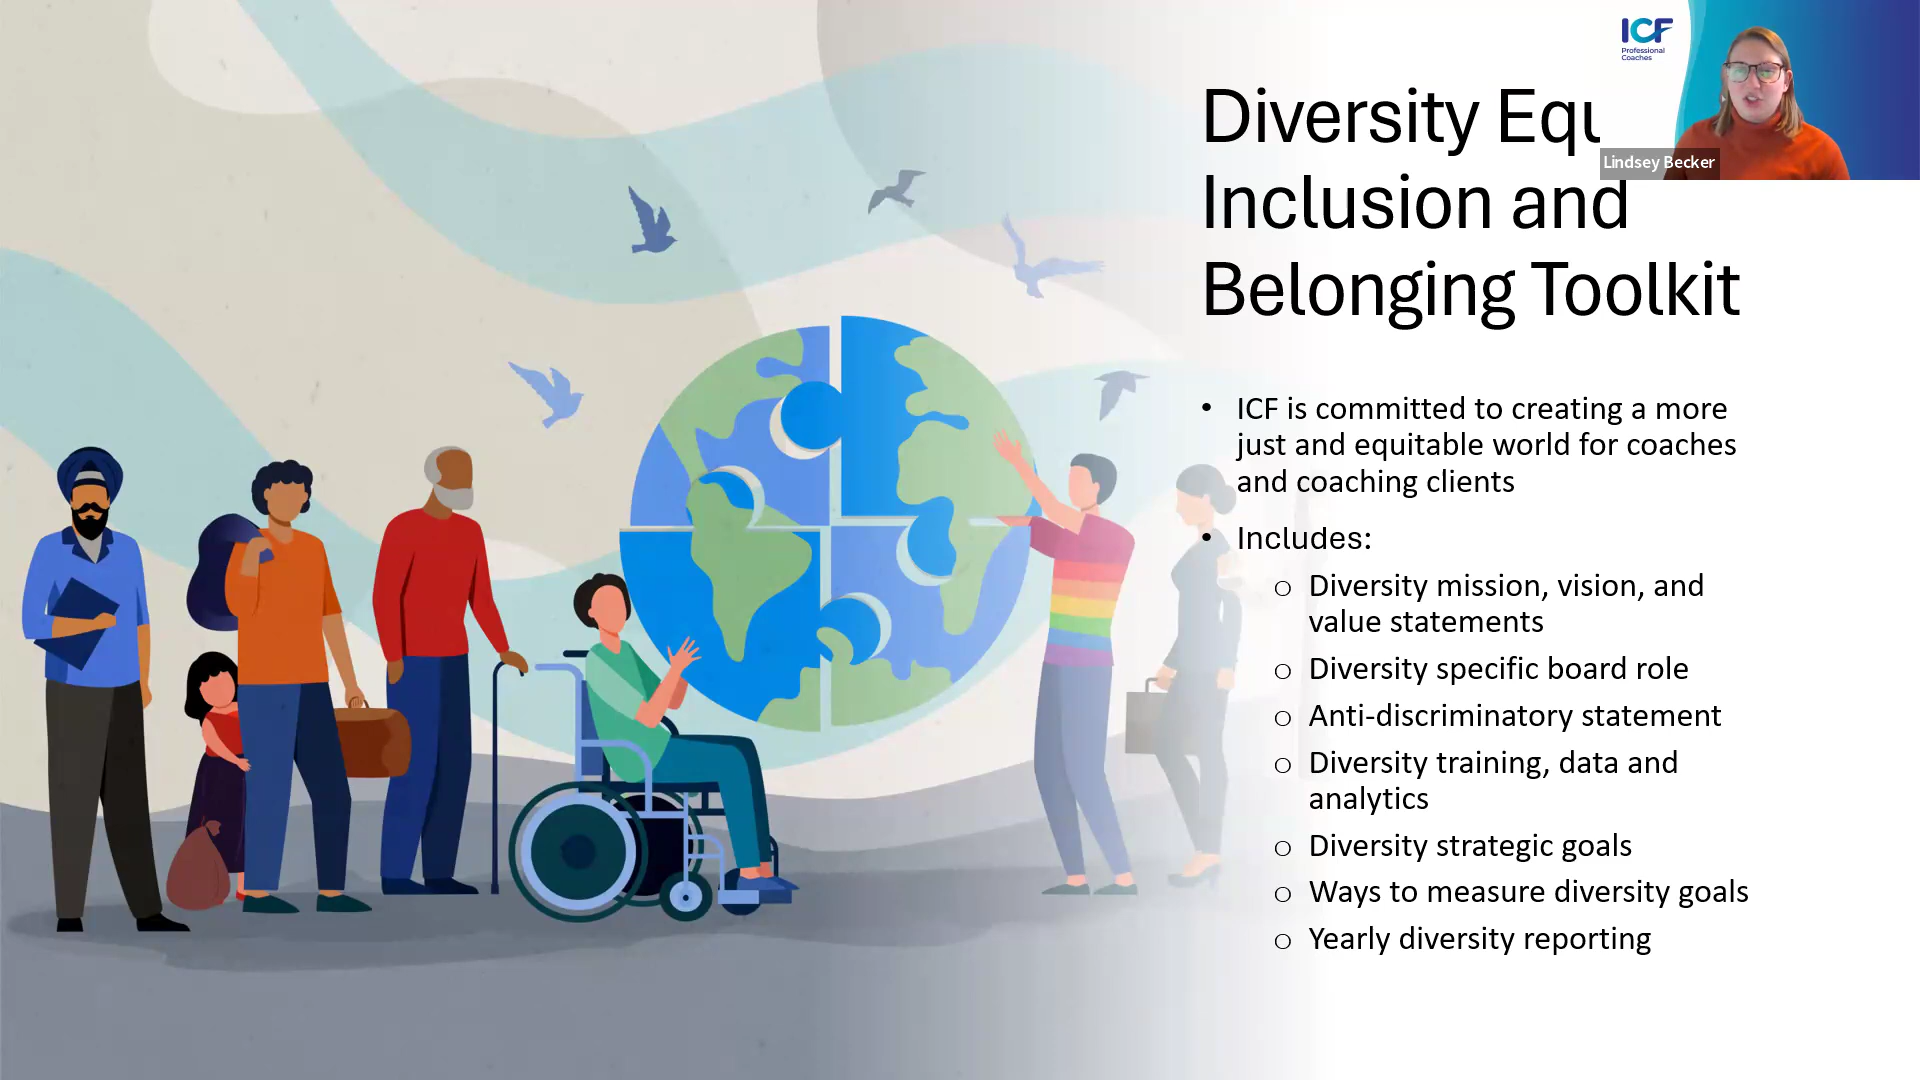 ICF
Professional
Coaches
Lindsey Becker
Diversity
Inclusion and
Belonging Toolkit
• ICF is committed to creating a more
just and equitable world for coaches
and coaching clients
• Includes:
o Diversity mission, vision, and
value statements
o Diversity specific board role
o Anti-discriminatory statement
o Diversity training, data and
analytics
o Diversity strategic goals
o Ways to measure diversity goals
o Yearly diversity reporting